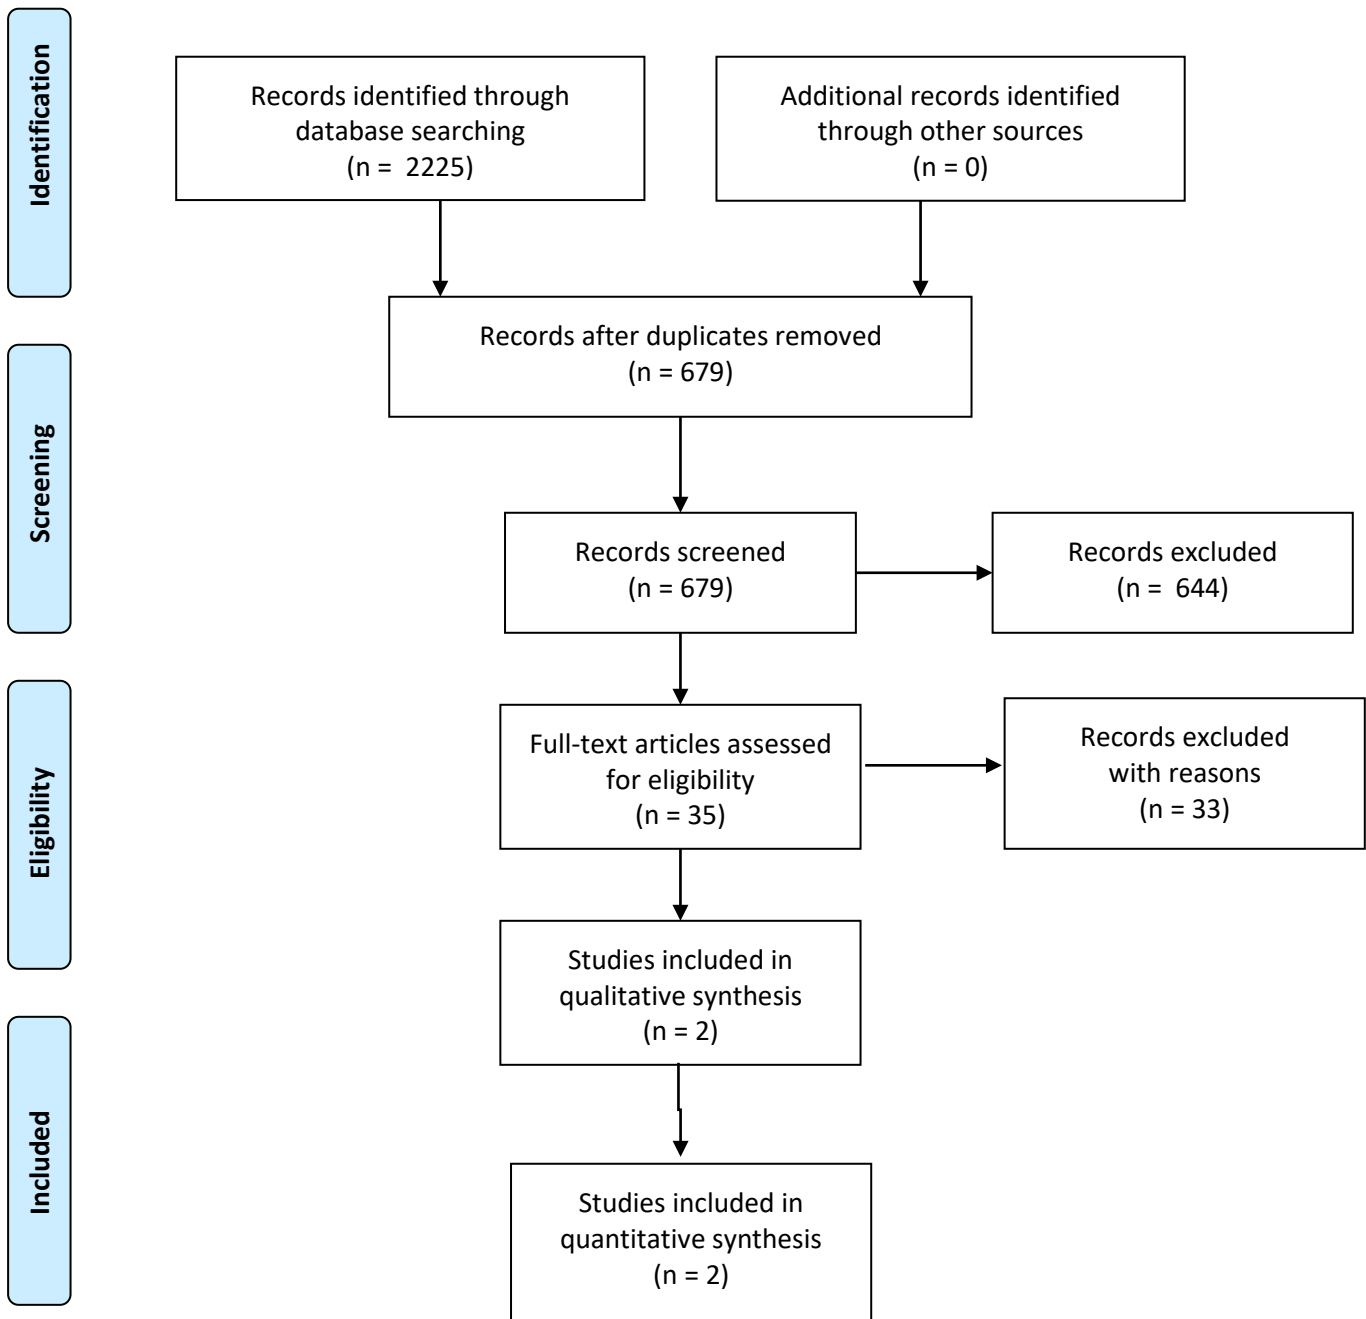 Identification
Records identified through
database searching
(n =  2225)
Additional records identified
through other sources
(n = 0)
Records after duplicates removed
(n = 679)
Screening
Records screened
(n = 679)
Records excluded
(n =  644)
Eligibility
Full-text articles assessed
for eligibility
(n = 35)
Records excluded
with reasons
(n = 33)
Studies included in
qualitative synthesis
(n = 2)
Included
Studies included in
quantitative synthesis
(n = 2)